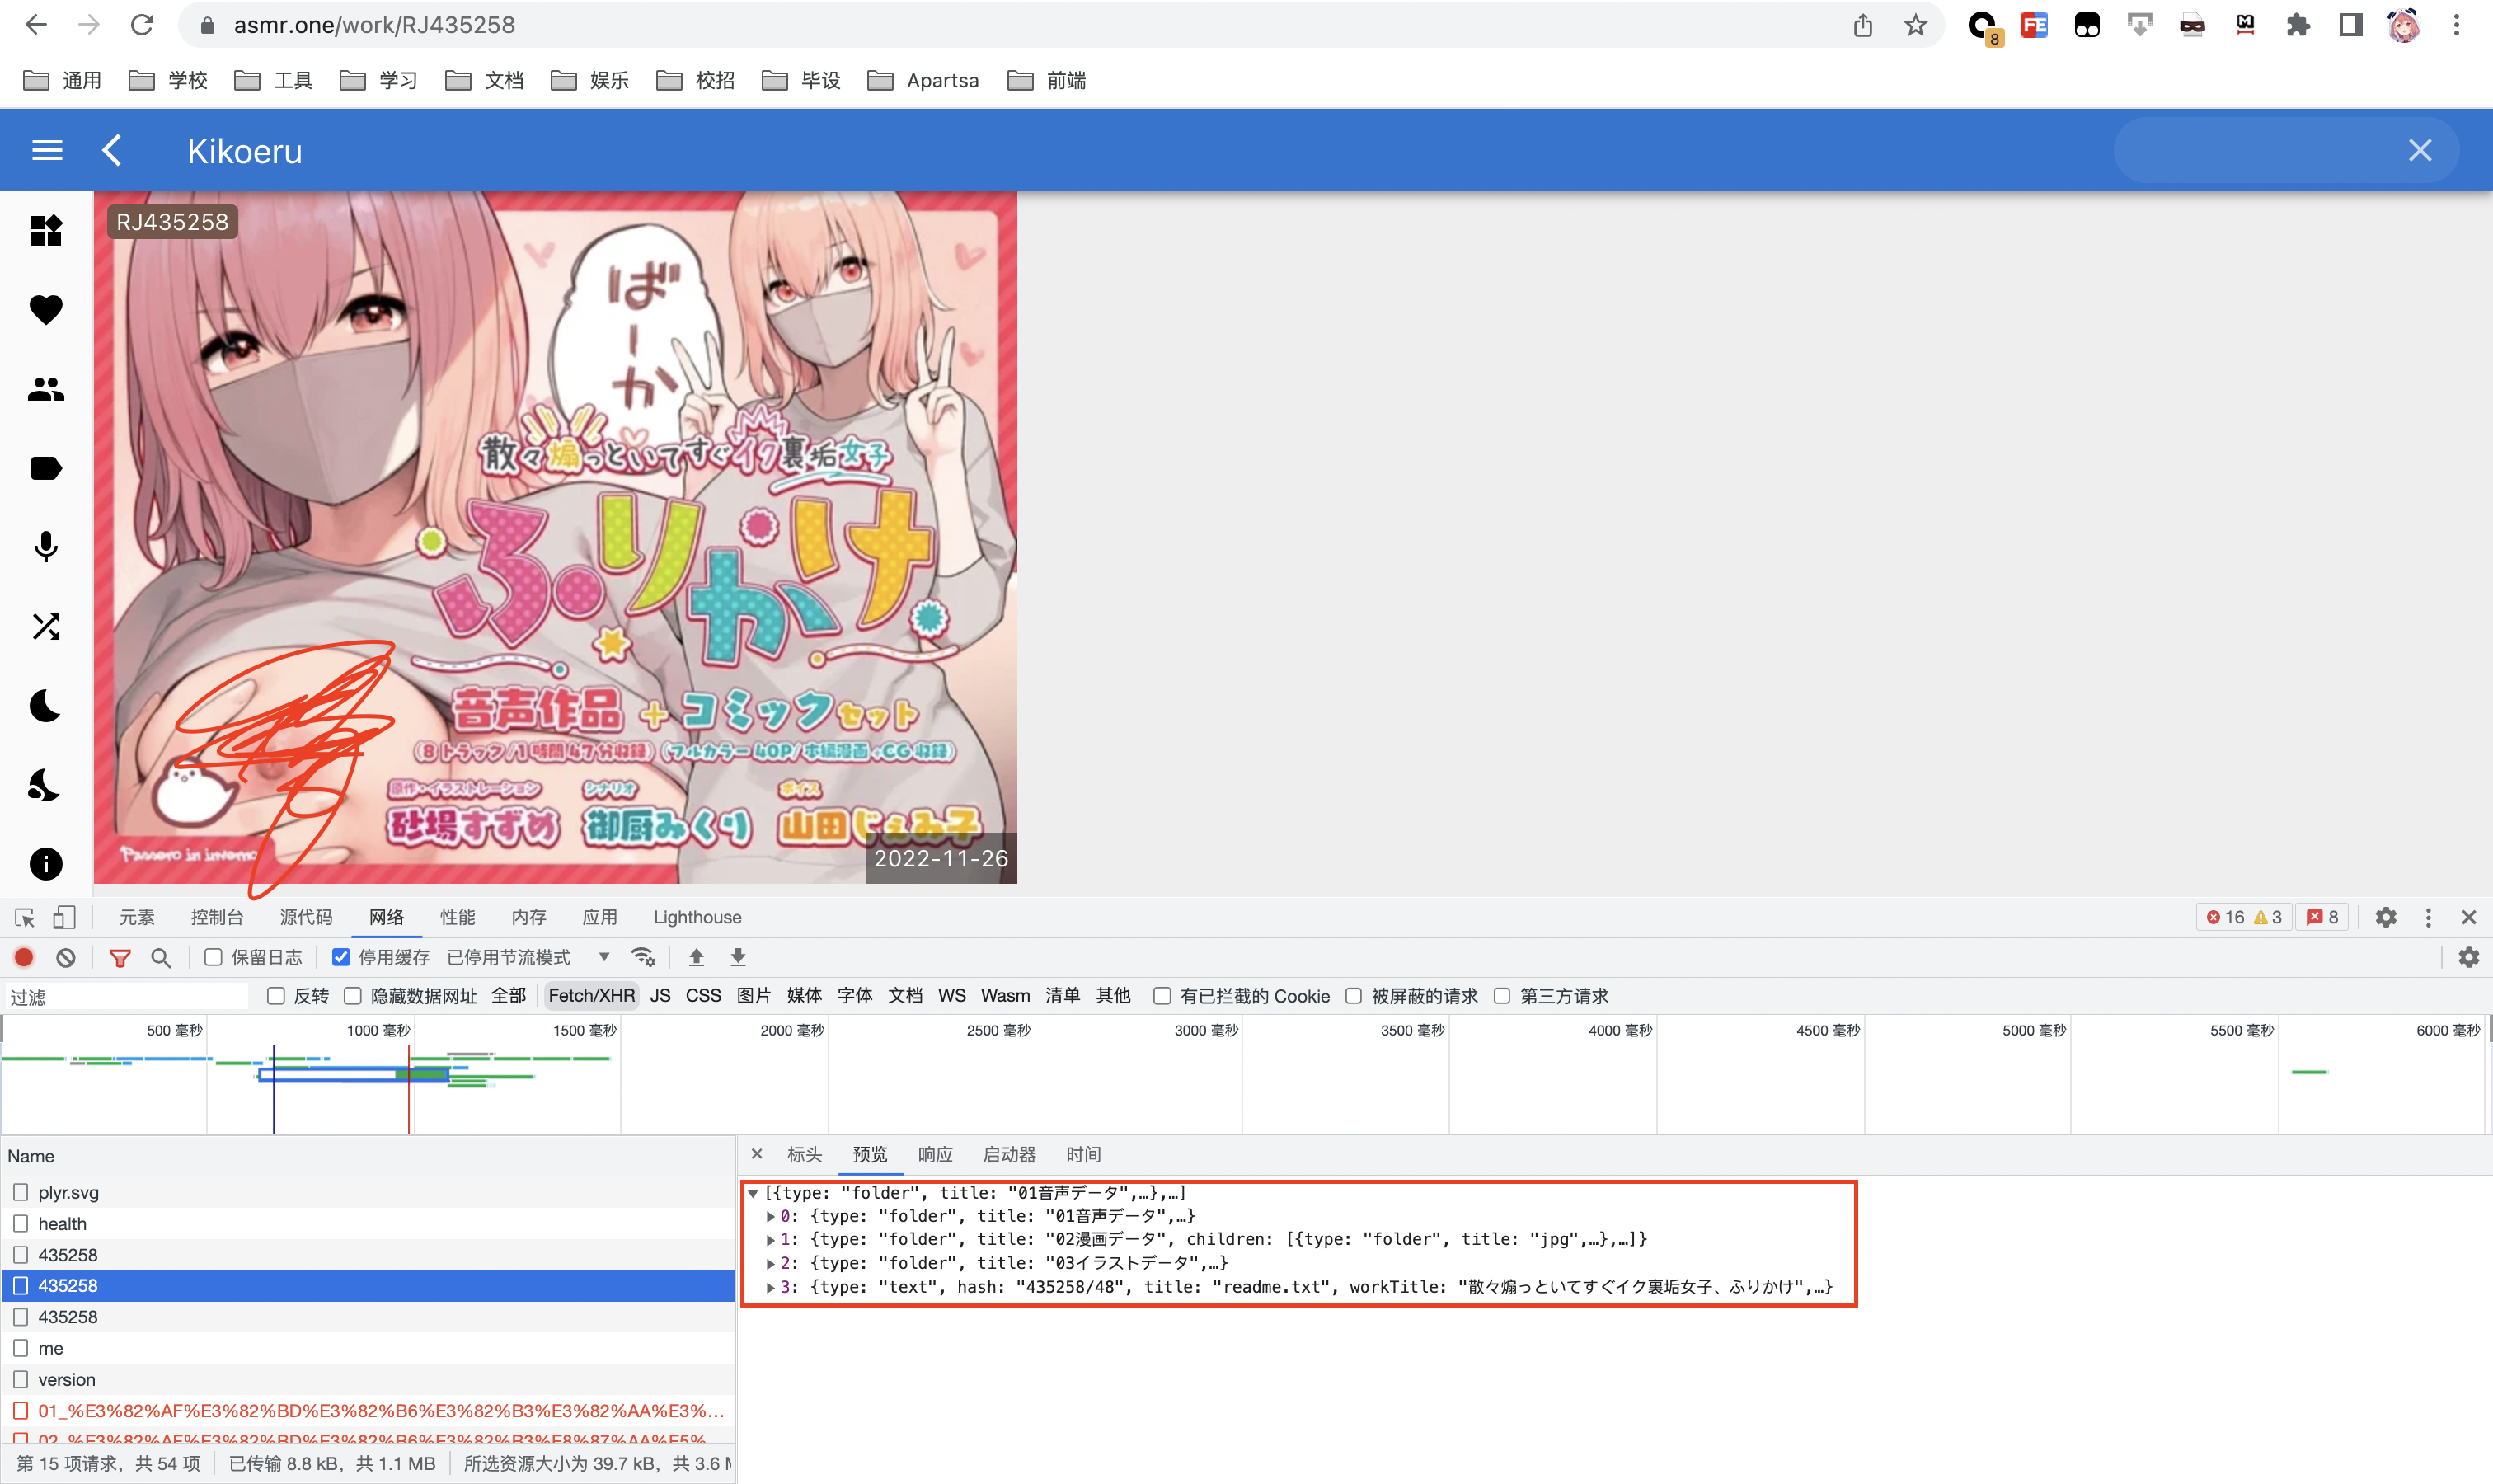 asmr.one/work/RJ435258
8
FE
通用
学校
工具
学习
文档
娱乐
校招
毕设
Apartsa
前端
Kikoeru
RJ435258
ばーか
散々煽っといてすぐイク裏垢女子
ふりかけ
音声作品+コミックセット
(8トラック/1時間47分収録)(フルカラー40P/本編漫画+CG収録)
原作・イラストレーション
シナリオ
ボイス
砂場すずめ
御厨みくり
山田じぇみ子
Passero in inverno
2022-11-26
元素
控制台
源代码
网络
性能
内存
应用
Lighthouse
16
3
8
保留日志
停用缓存
已停用节流模式
过滤
反转
隐藏数据网址
全部
Fetch/XHR
JS
CSS
图片
媒体
字体
文档
WS
Wasm
清单
其他
有已拦截的 Cookie
被屏蔽的请求
第三方请求
500 毫秒
1000 毫秒
1500 毫秒
2000 毫秒
2500 毫秒
3000 毫秒
3500 毫秒
4000 毫秒
4500 毫秒
5000 毫秒
5500 毫秒
6000 毫秒
Name
plyr.svg
health
435258
435258
435258
me
version
01_%E3%82%AF%E3%82%BD%E3%82%B6%E3%82%B3%E3%82%AA%E3%...
02_%E3%82%AF%E3%82%BD%E3%82%B6%E3%82%B3%E8%87%AA%E5%...
第 15 项请求，共 54 项
已传输 8.8 kB，共 1.1 MB
所选资源大小为 39.7 kB，共 3.6 M
标头
预览
响应
启动器
时间
[{type: "folder", title: "01音声データ",…},…]
0: {type: "folder", title: "01音声データ",…}
1: {type: "folder", title: "02漫画データ", children: [{type: "folder", title: "jpg",…},…]}
2: {type: "folder", title: "03イラストデータ",…}
3: {type: "text", hash: "435258/48", title: "readme.txt", workTitle: "散々煽っといてすぐイク裏垢女子、ふりかけ",…}